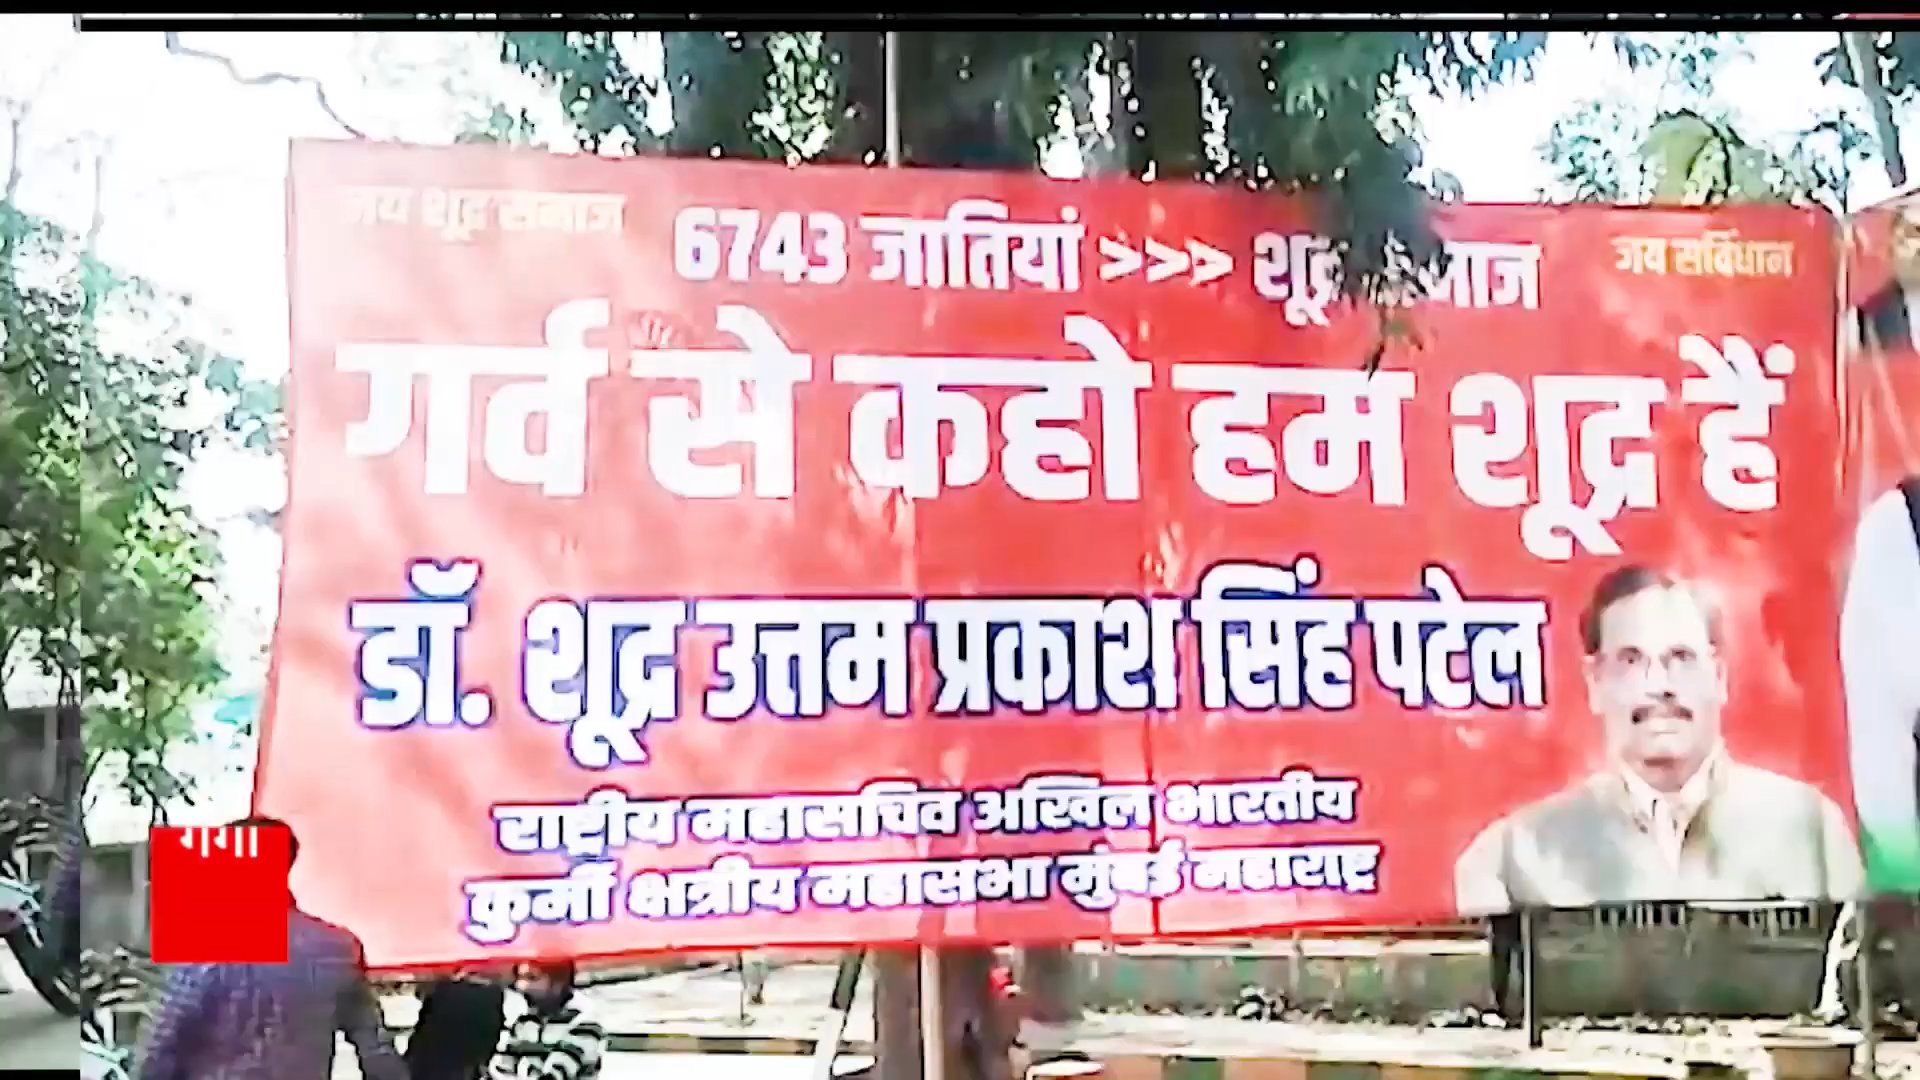 जय शूद्र समाज
6743 जातियां >>> शूद्र समाज
जय संविधान
गर्व से कहो हम शूद्र हैं
डॉ. शूद्र उत्तम प्रकाश सिंह पटेल
राष्ट्रीय महासचिव अखिल भारतीय
कुर्मी क्षत्रीय महासभा मुंबई महाराष्ट्र
गंगा